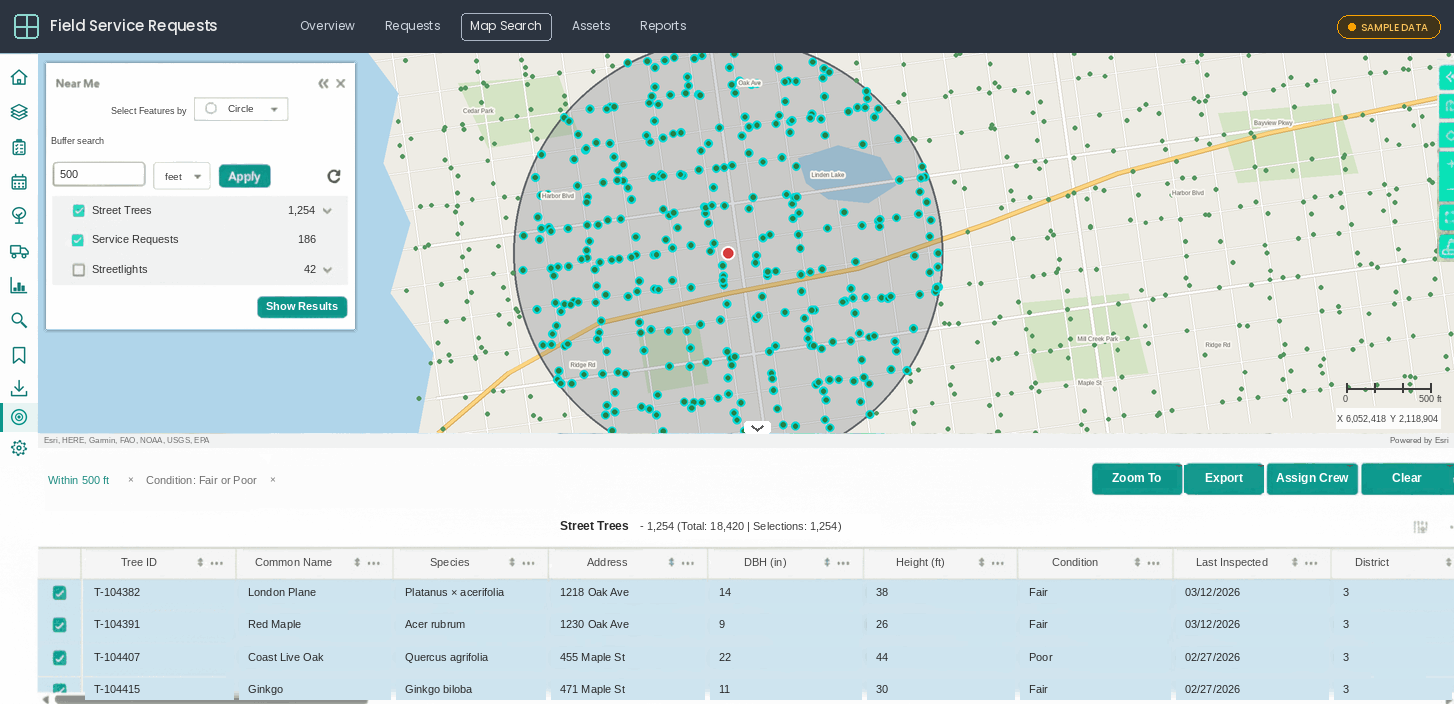 Field Service Requests
Overview
Requests
Map Search
Assets
Reports
SAMPLE DATA
Near Me
Select Features by
Circle
Buffer search
500
feet
Apply
Street Trees
1,254
Service Requests
186
Streetlights
42
Show Results
Oak Ave
Cedar Park
Bayview Pkwy
Linden Lake
Harbor Blvd
Harbor Blvd
Mill Creek Park
Ridge Rd
Ridge Rd
Maple St
0 500 ft
X 6,052,418 Y 2,118,904
Esri, HERE, Garmin, FAO, NOAA, USGS, EPA
Powered by Esri
Within 500 ft ×
Condition: Fair or Poor ×
Zoom To
Export
Assign Crew
Clear
Street Trees - 1,254 (Total: 18,420 | Selections: 1,254)
Tree ID Common Name Species Address DBH (in) Height (ft) Condition Last Inspected District
T-104382 London Plane Platanus × acerifolia 1218 Oak Ave 14 38 Fair 03/12/2026 3
T-104391 Red Maple Acer rubrum 1230 Oak Ave 9 26 Fair 03/12/2026 3
T-104407 Coast Live Oak Quercus agrifolia 455 Maple St 22 44 Poor 02/27/2026 3
T-104415 Ginkgo Ginkgo biloba 471 Maple St 11 30 Fair 02/27/2026 3